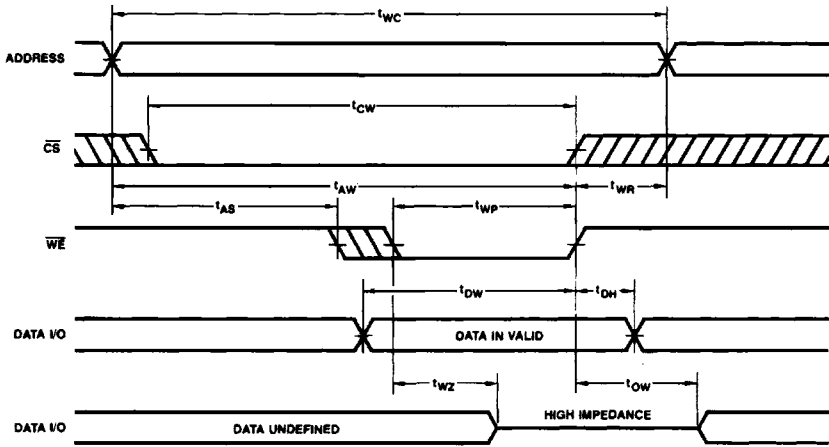 tWC
ADDRESS
tCW
CS
tAW
tWR
tAS
tWP
WE
tDW
tDH
DATA I/O
DATA IN VALID
tWZ
tOW
DATA I/O
DATA UNDEFINED
HIGH IMPEDANCE